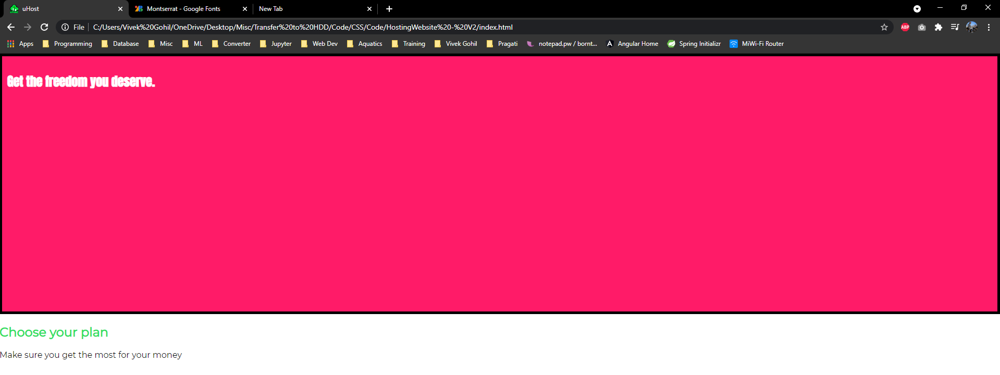 uHost
Montserrat - Google Fonts
New Tab
File
C:/Users/Vivek%20Gohil/OneDrive/Desktop/Misc/Transfer%20to%20HDD/Code/CSS/Code/HostingWebsite%20-%20V2/index.html
ABP
Apps Programming Database Misc ML Converter Jupyter Web Dev Aquatics Training Vivek Gohil Pragati notepad.pw / bornt... Angular Home Spring Initializr MiWi-Fi Router
Get the freedom you deserve.
Choose your plan
Make sure you get the most for your money